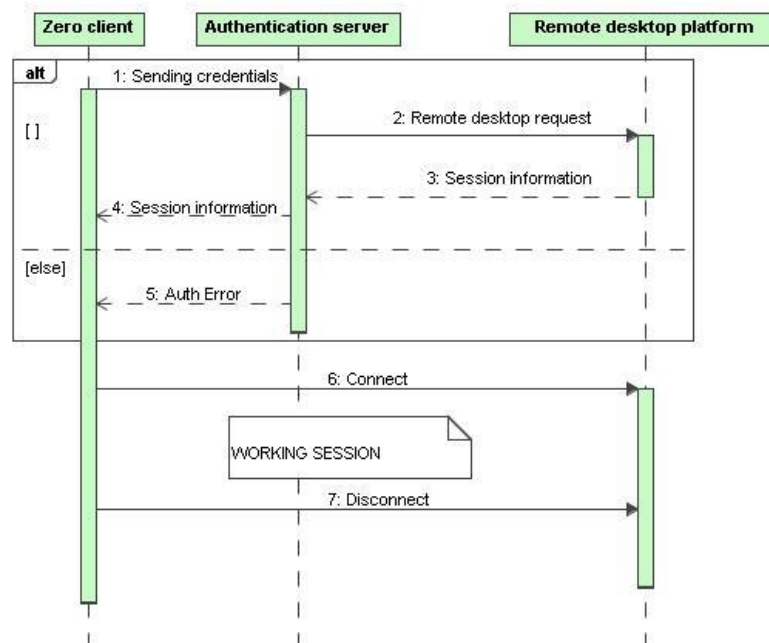 Zero client
Authentication server
Remote desktop platform
alt
1: Sending credentials
[ ]
2: Remote desktop request
3: Session information
4: Session information
[else]
5: Auth Error
6: Connect
WORKING SESSION
7: Disconnect